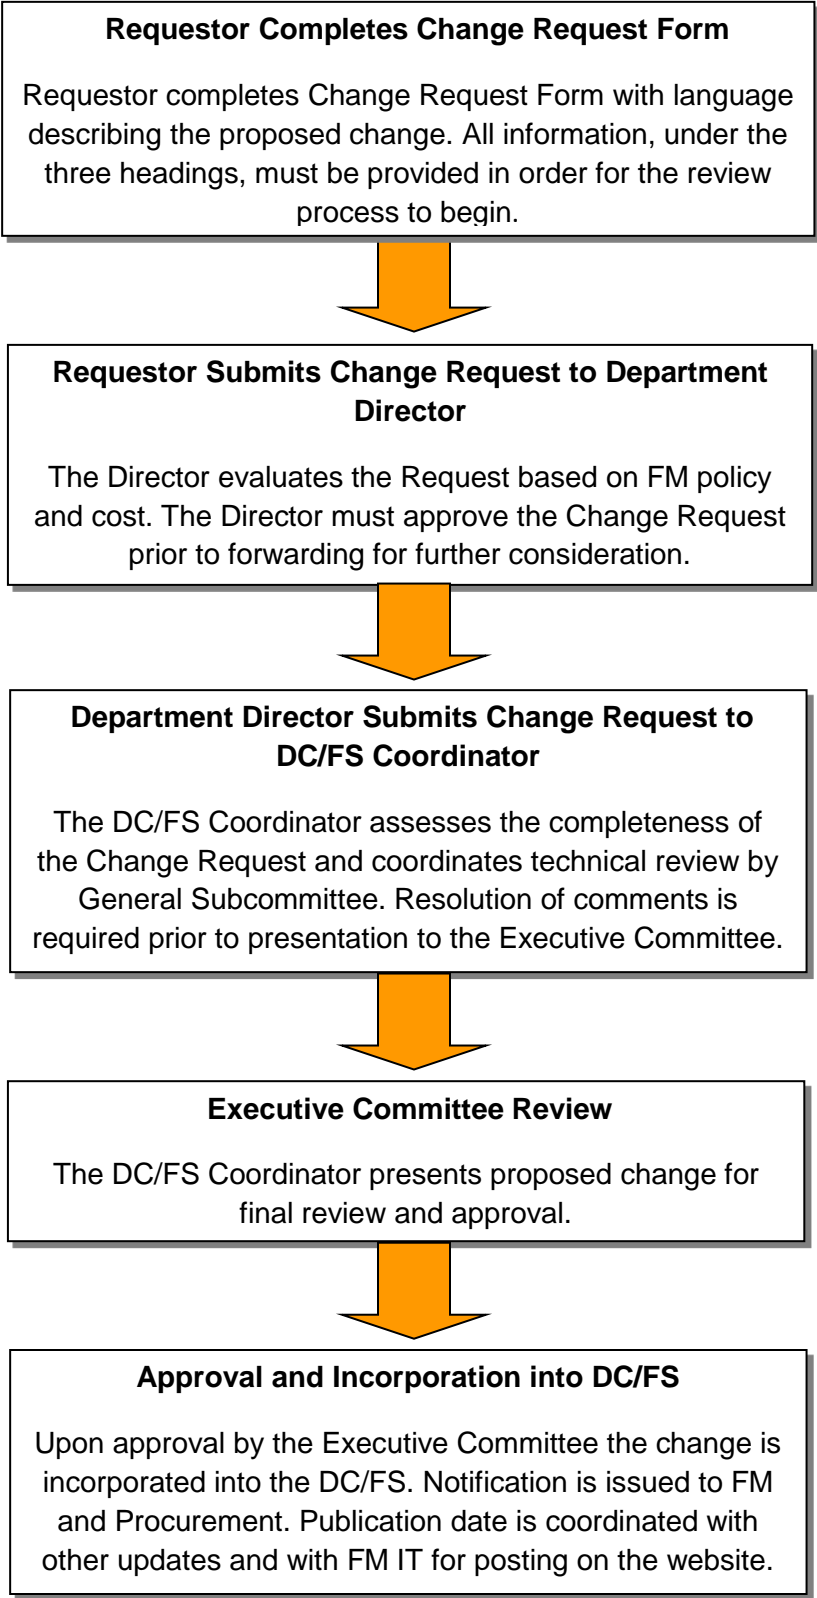 Requestor Completes Change Request Form
Requestor completes Change Request Form with language
describing the proposed change. All information, under the
three headings, must be provided in order for the review
process to begin.
Requestor Submits Change Request to Department
Director
The Director evaluates the Request based on FM policy
and cost. The Director must approve the Change Request
prior to forwarding for further consideration.
Department Director Submits Change Request to
DC/FS Coordinator
The DC/FS Coordinator assesses the completeness of
the Change Request and coordinates technical review by
General Subcommittee. Resolution of comments is
required prior to presentation to the Executive Committee.
Executive Committee Review
The DC/FS Coordinator presents proposed change for
final review and approval.
Approval and Incorporation into DC/FS
Upon approval by the Executive Committee the change is
incorporated into the DC/FS. Notification is issued to FM
and Procurement. Publication date is coordinated with
other updates and with FM IT for posting on the website.